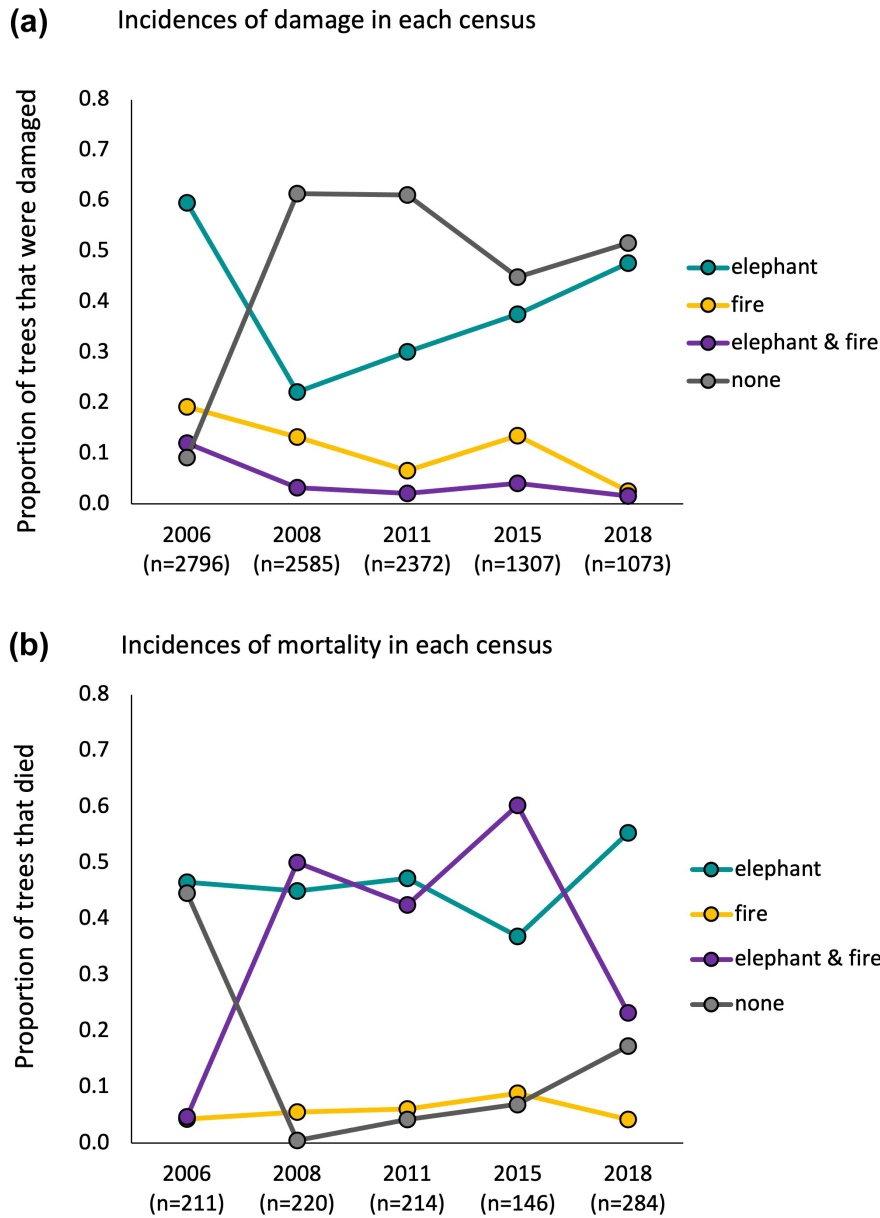 (a) Incidences of damage in each census
Proportion of trees that were damaged
0.8
0.7
0.6
0.5
0.4
0.3
0.2
0.1
0.0
2006 2008 2011 2015 2018
(n=2796) (n=2585) (n=2372) (n=1307) (n=1073)
elephant
fire
elephant & fire
none
(b) Incidences of mortality in each census
Proportion of trees that died
0.8
0.7
0.6
0.5
0.4
0.3
0.2
0.1
0.0
2006 2008 2011 2015 2018
(n=211) (n=220) (n=214) (n=146) (n=284)
elephant
fire
elephant & fire
none